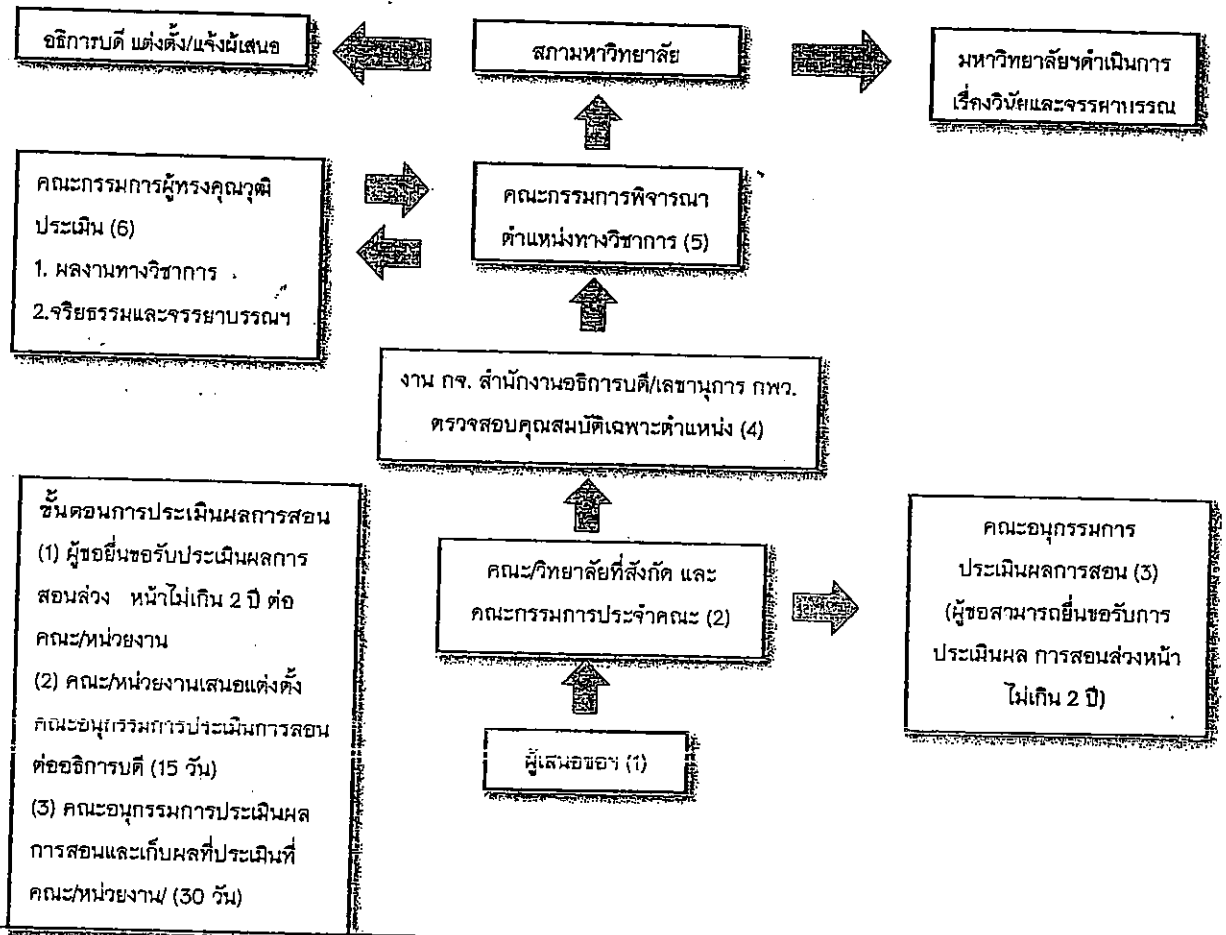 อธิการบดี แต่งตั้ง/แจ้งผู้เสนอ
สภามหาวิทยาลัย
มหาวิทยาลัยฯดำเนินการ
เรื่องวินัยและจรรยาบรรณ
คณะกรรมการผู้ทรงคุณวุฒิ
ประเมิน (6)
1. ผลงานทางวิชาการ
2.จริยธรรมและจรรยาบรรณฯ
คณะกรรมการพิจารณา
ตำแหน่งทางวิชาการ (5)
งาน กจ. สำนักงานอธิการบดี/เลขานุการ กพว.
ตรวจสอบคุณสมบัติเฉพาะตำแหน่ง (4)
ขั้นตอนการประเมินผลการสอน
(1) ผู้ขอยื่นขอรับประเมินผลการ
สอนล่วง หน้าไม่เกิน 2 ปี ต่อ
คณะ/หน่วยงาน
(2) คณะ/หน่วยงานเสนอแต่งตั้ง
คณะอนุกรรมการประเมินการสอน
ต่ออธิการบดี (15 วัน)
(3) คณะอนุกรรมการประเมินผล
การสอนและเก็บผลที่ประเมินที่
คณะ/หน่วยงาน/ (30 วัน)
คณะ/วิทยาลัยที่สังกัด และ
คณะกรรมการประจำคณะ (2)
ผู้เสนอขอฯ (1)
คณะอนุกรรมการ
ประเมินผลการสอน (3)
(ผู้ขอสามารถยื่นขอรับการ
ประเมินผล การสอนล่วงหน้า
ไม่เกิน 2 ปี)